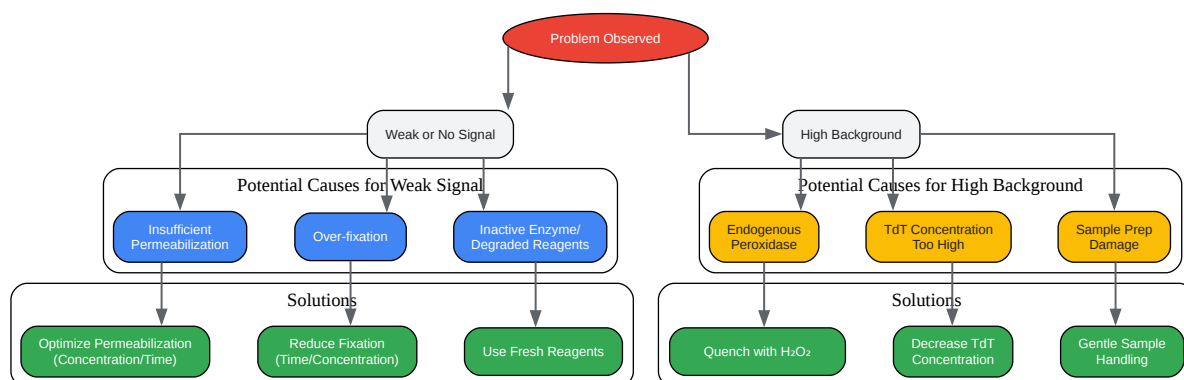 Problem Observed
Weak or No Signal
High Background
Potential Causes for Weak Signal
Potential Causes for High Background
Insufficient
Permeabilization
Over-fixation
Inactive Enzyme/
Degraded Reagents
Endogenous
Peroxidase
TdT Concentration
Too High
Sample Prep
Damage
Solutions
Solutions
Optimize Permeabilization
(Concentration/Time)
Reduce Fixation
(Time/Concentration)
Use Fresh Reagents
Quench with H₂O₂
Decrease TdT
Concentration
Gentle Sample
Handling